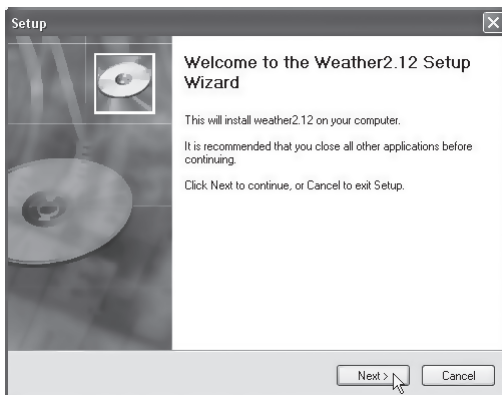 Setup
Welcome to the Weather2.12 Setup
Wizard
This will install weather2.12 on your computer.
It is recommended that you close all other applications before
continuing.
Click Next to continue, or Cancel to exit Setup.
Next >
Cancel